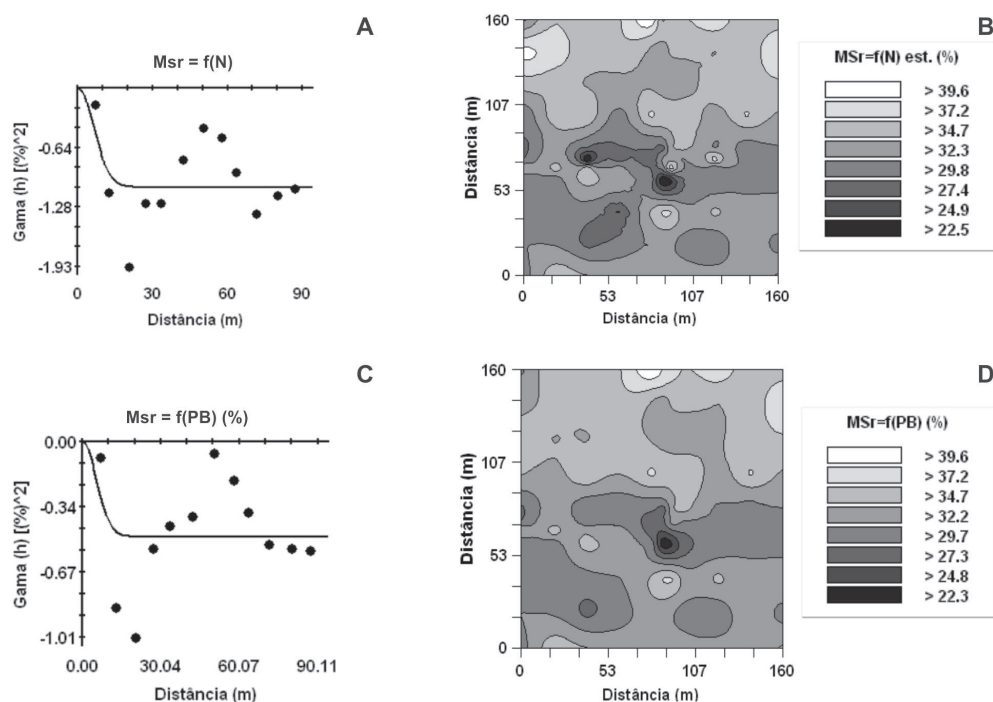 A
Msr = f(N)
Gama (h) [(%)^2]
-0.64
-1.28
-1.93
0 30 60 90
Distância (m)
B
160
107
53
0
Distância (m)
0 53 107 160
Distância (m)
MSr=f(N) est. (%)
> 39.6
> 37.2
> 34.7
> 32.3
> 29.8
> 27.4
> 24.9
> 22.5
C
Msr = f(PB) (%)
Gama (h) [(%)^2]
0.00
-0.34
-0.67
-1.01
0.00 30.04 60.07 90.11
Distância (m)
D
160
107
53
0
Distância (m)
0 53 107 160
Distância (m)
MSr=f(PB) (%)
> 39.6
> 37.2
> 34.7
> 32.2
> 29.7
> 27.3
> 24.8
> 22.3